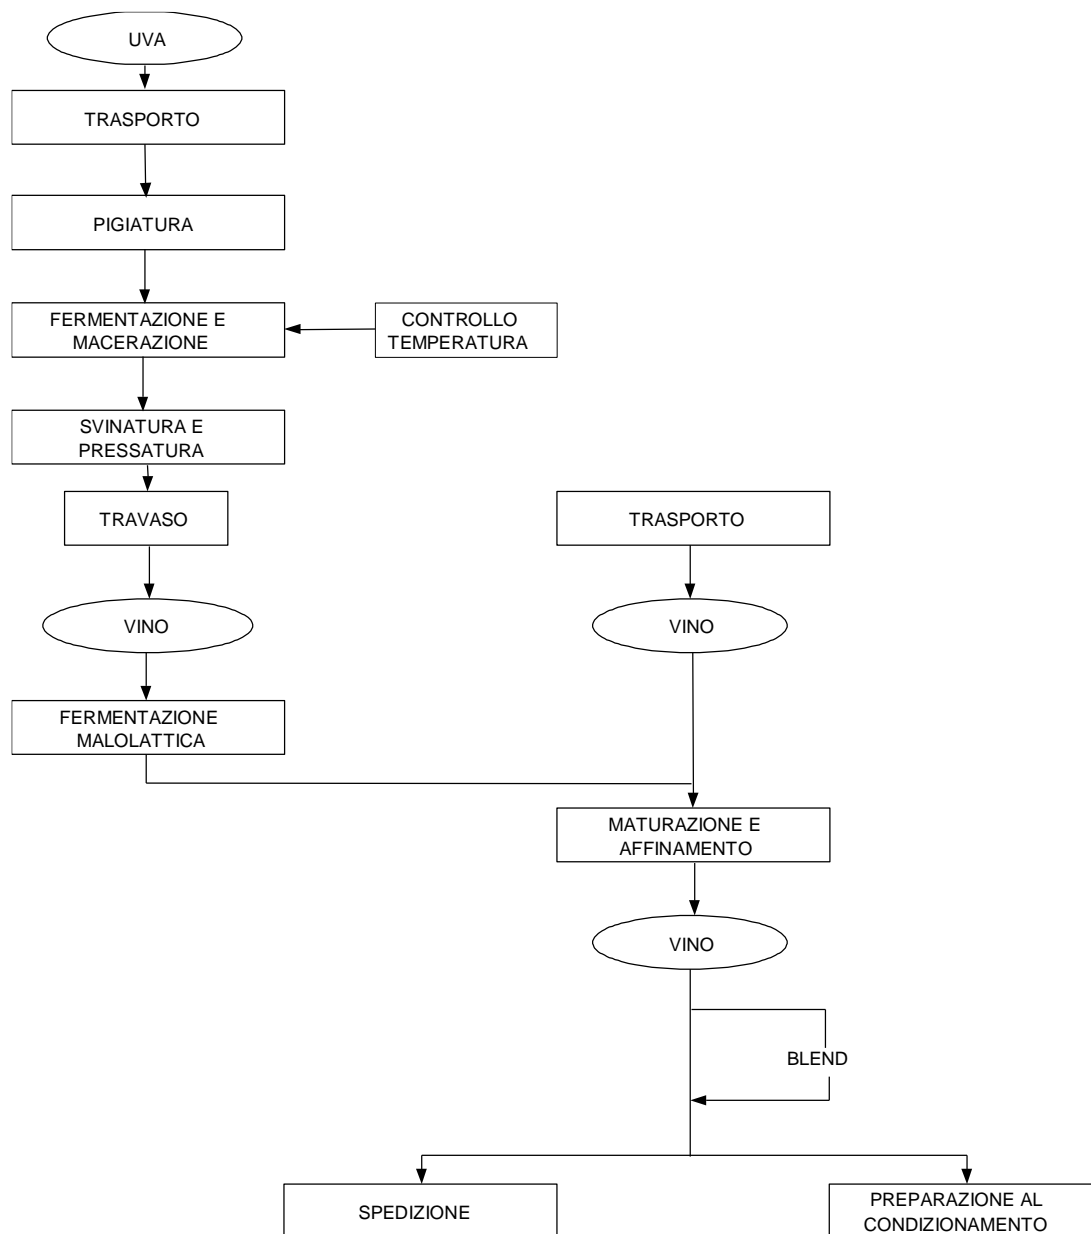 UVA
TRASPORTO
PIGIATURA
FERMENTAZIONE E
MACERAZIONE
CONTROLLO
TEMPERATURA
SVINATURA E
PRESSATURA
TRAVASO
TRASPORTO
VINO
VINO
FERMENTAZIONE
MALOLATTICA
MATURAZIONE E
AFFINAMENTO
VINO
BLEND
SPEDIZIONE
PREPARAZIONE AL
CONDIZIONAMENTO